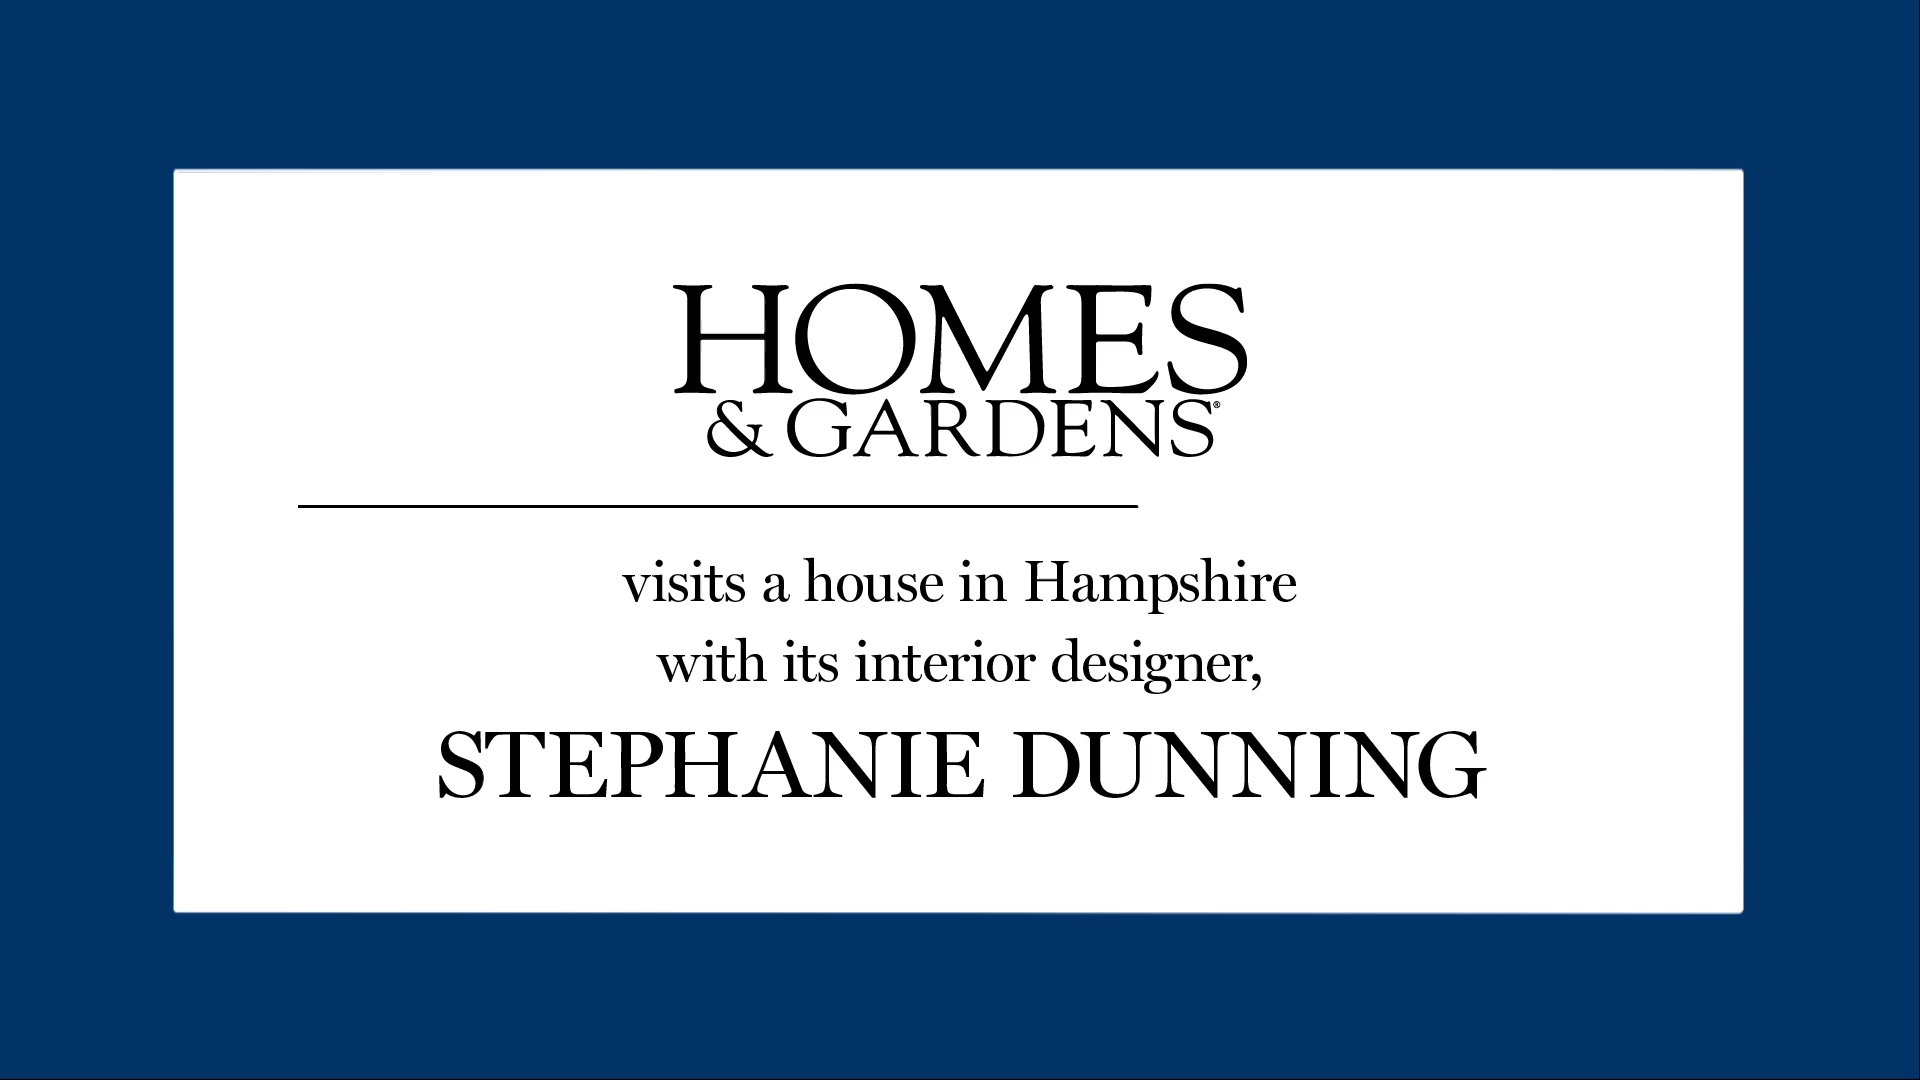 HOMES
& GARDENS®
visits a house in Hampshire
with its interior designer,
STEPHANIE DUNNING